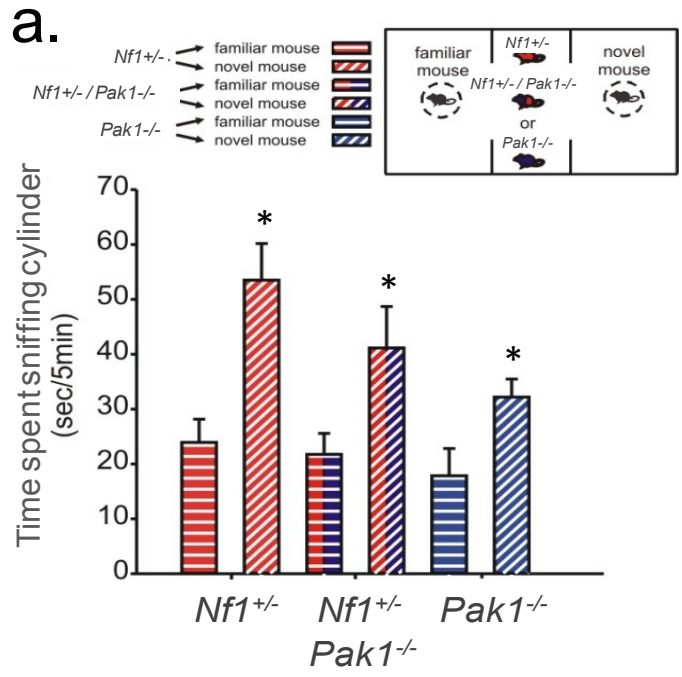 a.
Nf1+/-.
familiar mouse
novel mouse
Nf1+/- / Pak1-/-
familiar mouse
novel mouse
Pak1-/-
familiar mouse
novel mouse
familiar
mouse
Nf1+/-
Nf1+/- / Pak1-/-
or
Pak1-/-
novel
mouse
Time spent sniffing cylinder
(sec/5min)
70
60
50
40
30
20
10
0
*
*
*
Nf1+/-
Nf1+/-
Pak1-/-
Pak1-/-